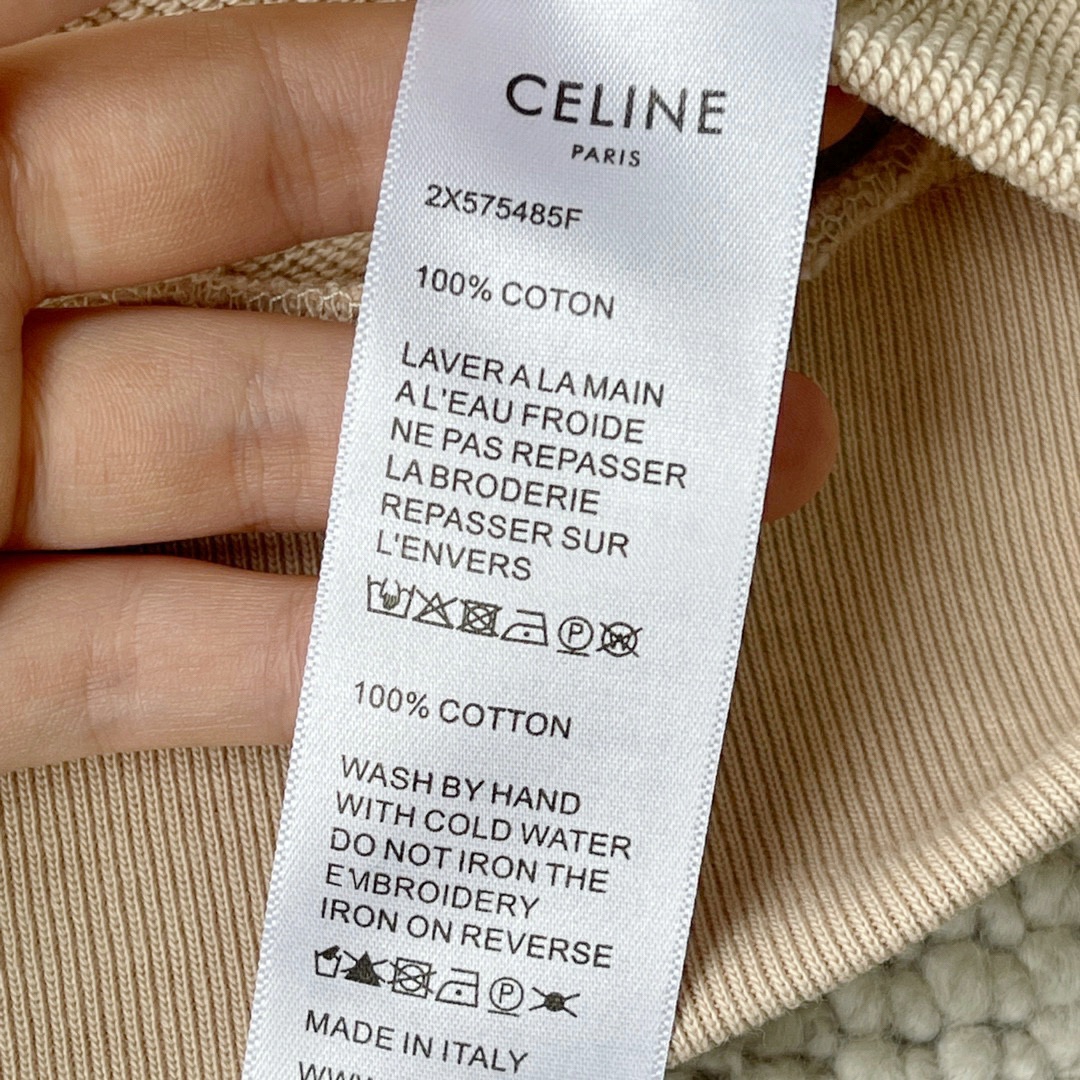 CELINE
PARIS
2X575485F
100% COTON
LAVER A LA MAIN
A L'EAU FROIDE
NE PAS REPASSER
LA BRODERIE
REPASSER SUR
L'ENVERS
P W
100% COTTON
WASH BY HAND
WITH COLD WATER
DO NOT IRON THE
EMBROIDERY
IRON ON REVERSE
P
MADE IN ITALY